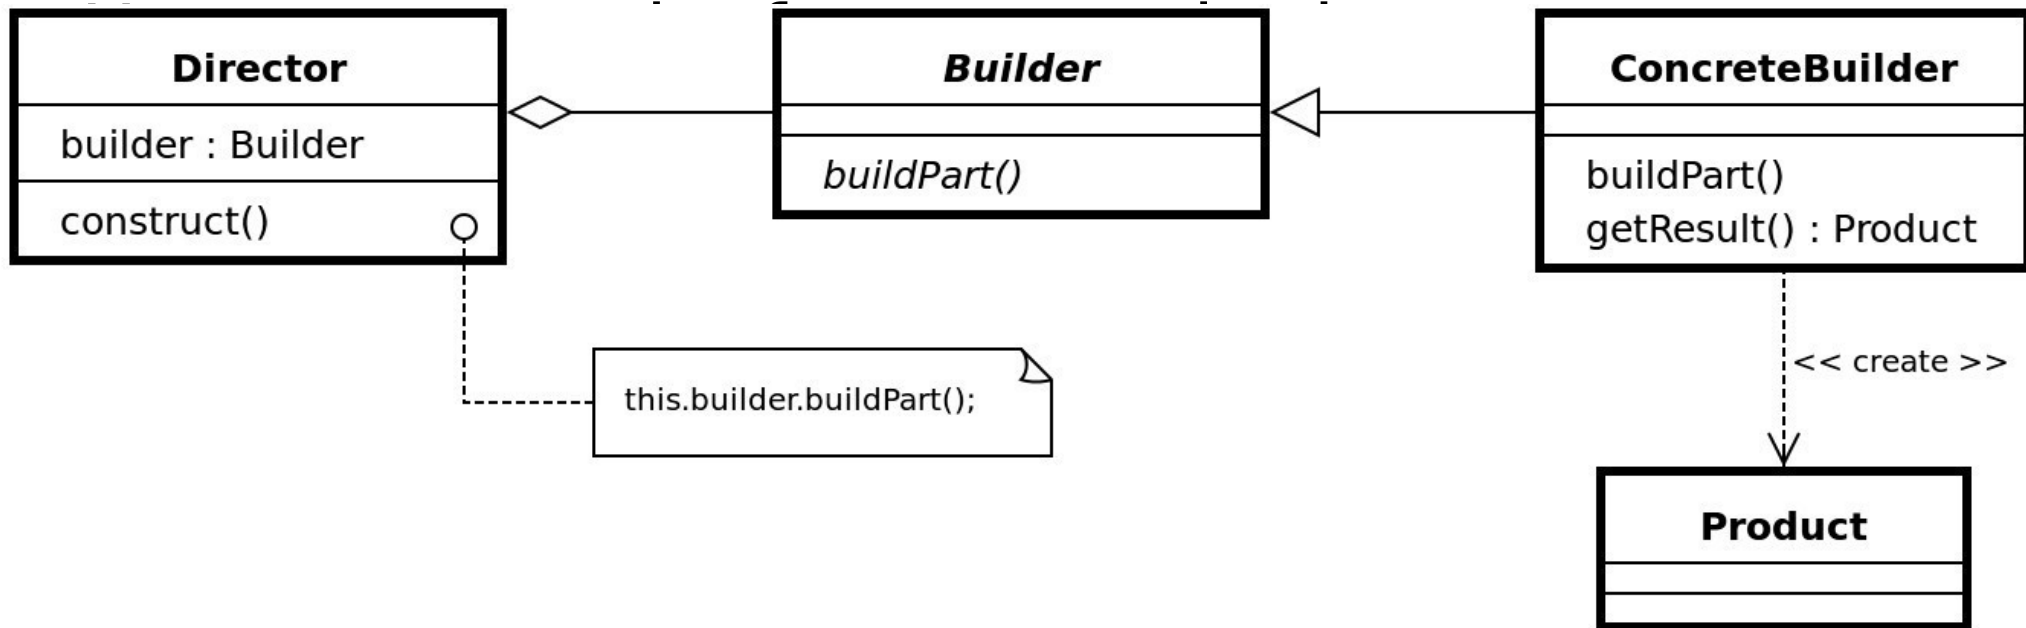 Director
builder : Builder
construct()
Builder
buildPart()
ConcreteBuilder
buildPart()
getResult() : Product
this.builder.buildPart();
<< create >>
Product